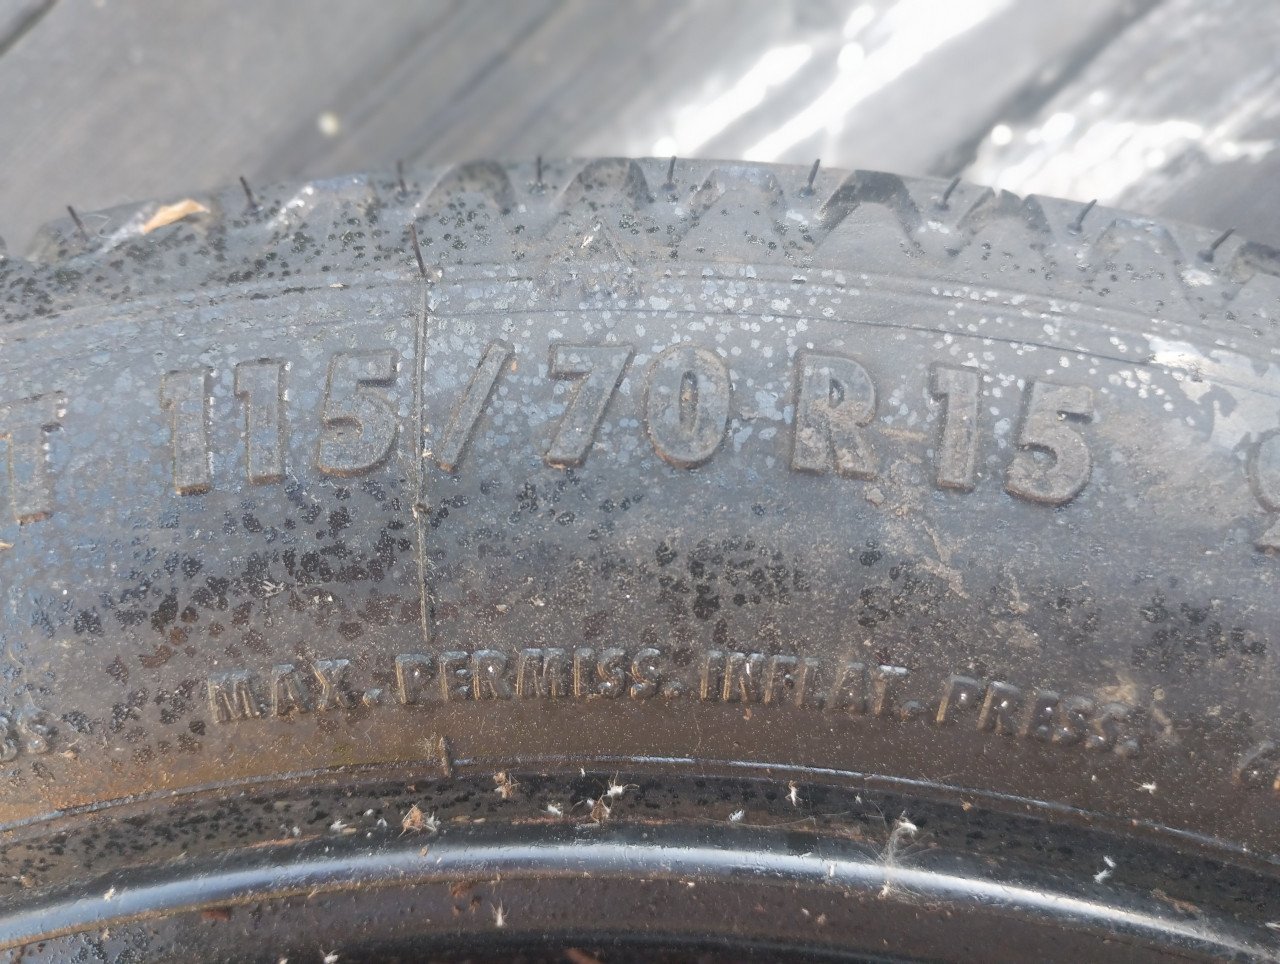 T 115/70 R 15
MAX. PERMISS. INFLAT. PRESS.